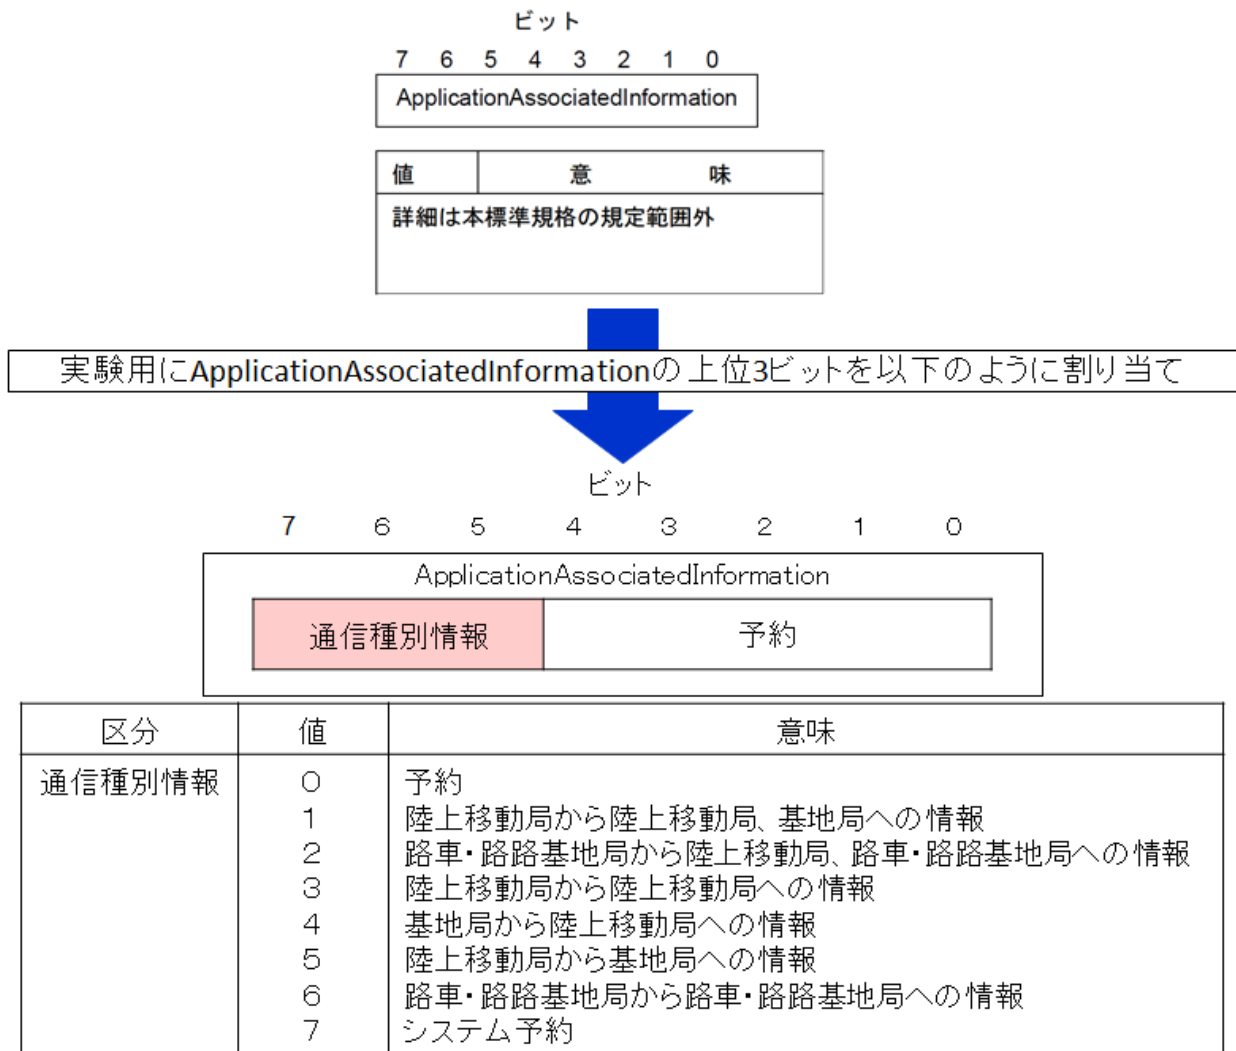 ビット
7 6 5 4 3 2 1 0
ApplicationAssociatedInformation
値 意 味
詳細は本標準規格の規定範囲外
実験用にApplicationAssociatedInformationの上位3ビットを以下のように割り当て
ビット
7 6 5 4 3 2 1 0
ApplicationAssociatedInformation
通信種別情報 予約
区分 値 意味
通信種別情報 0 予約
1 陸上移動局から陸上移動局、基地局への情報
2 路車・路路基地局から陸上移動局、路車・路路基地局への情報
3 陸上移動局から陸上移動局への情報
4 基地局から陸上移動局への情報
5 陸上移動局から基地局への情報
6 路車・路路基地局から路車・路路基地局への情報
7 システム予約